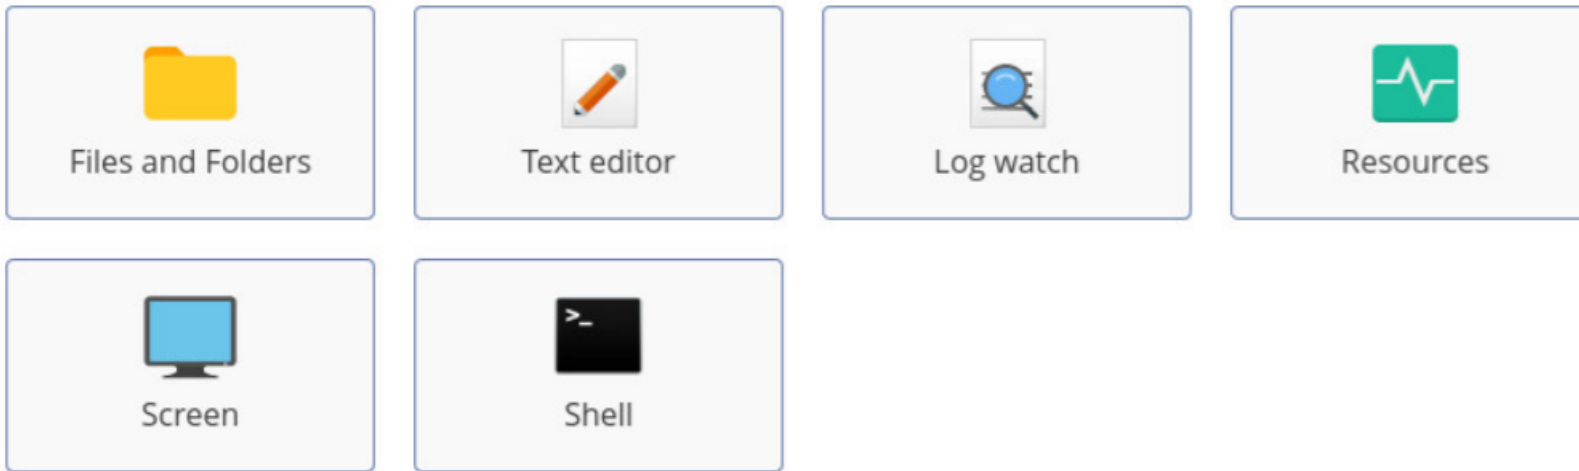 Files and Folders
Text editor
Log watch
Resources
>_
Screen
Shell